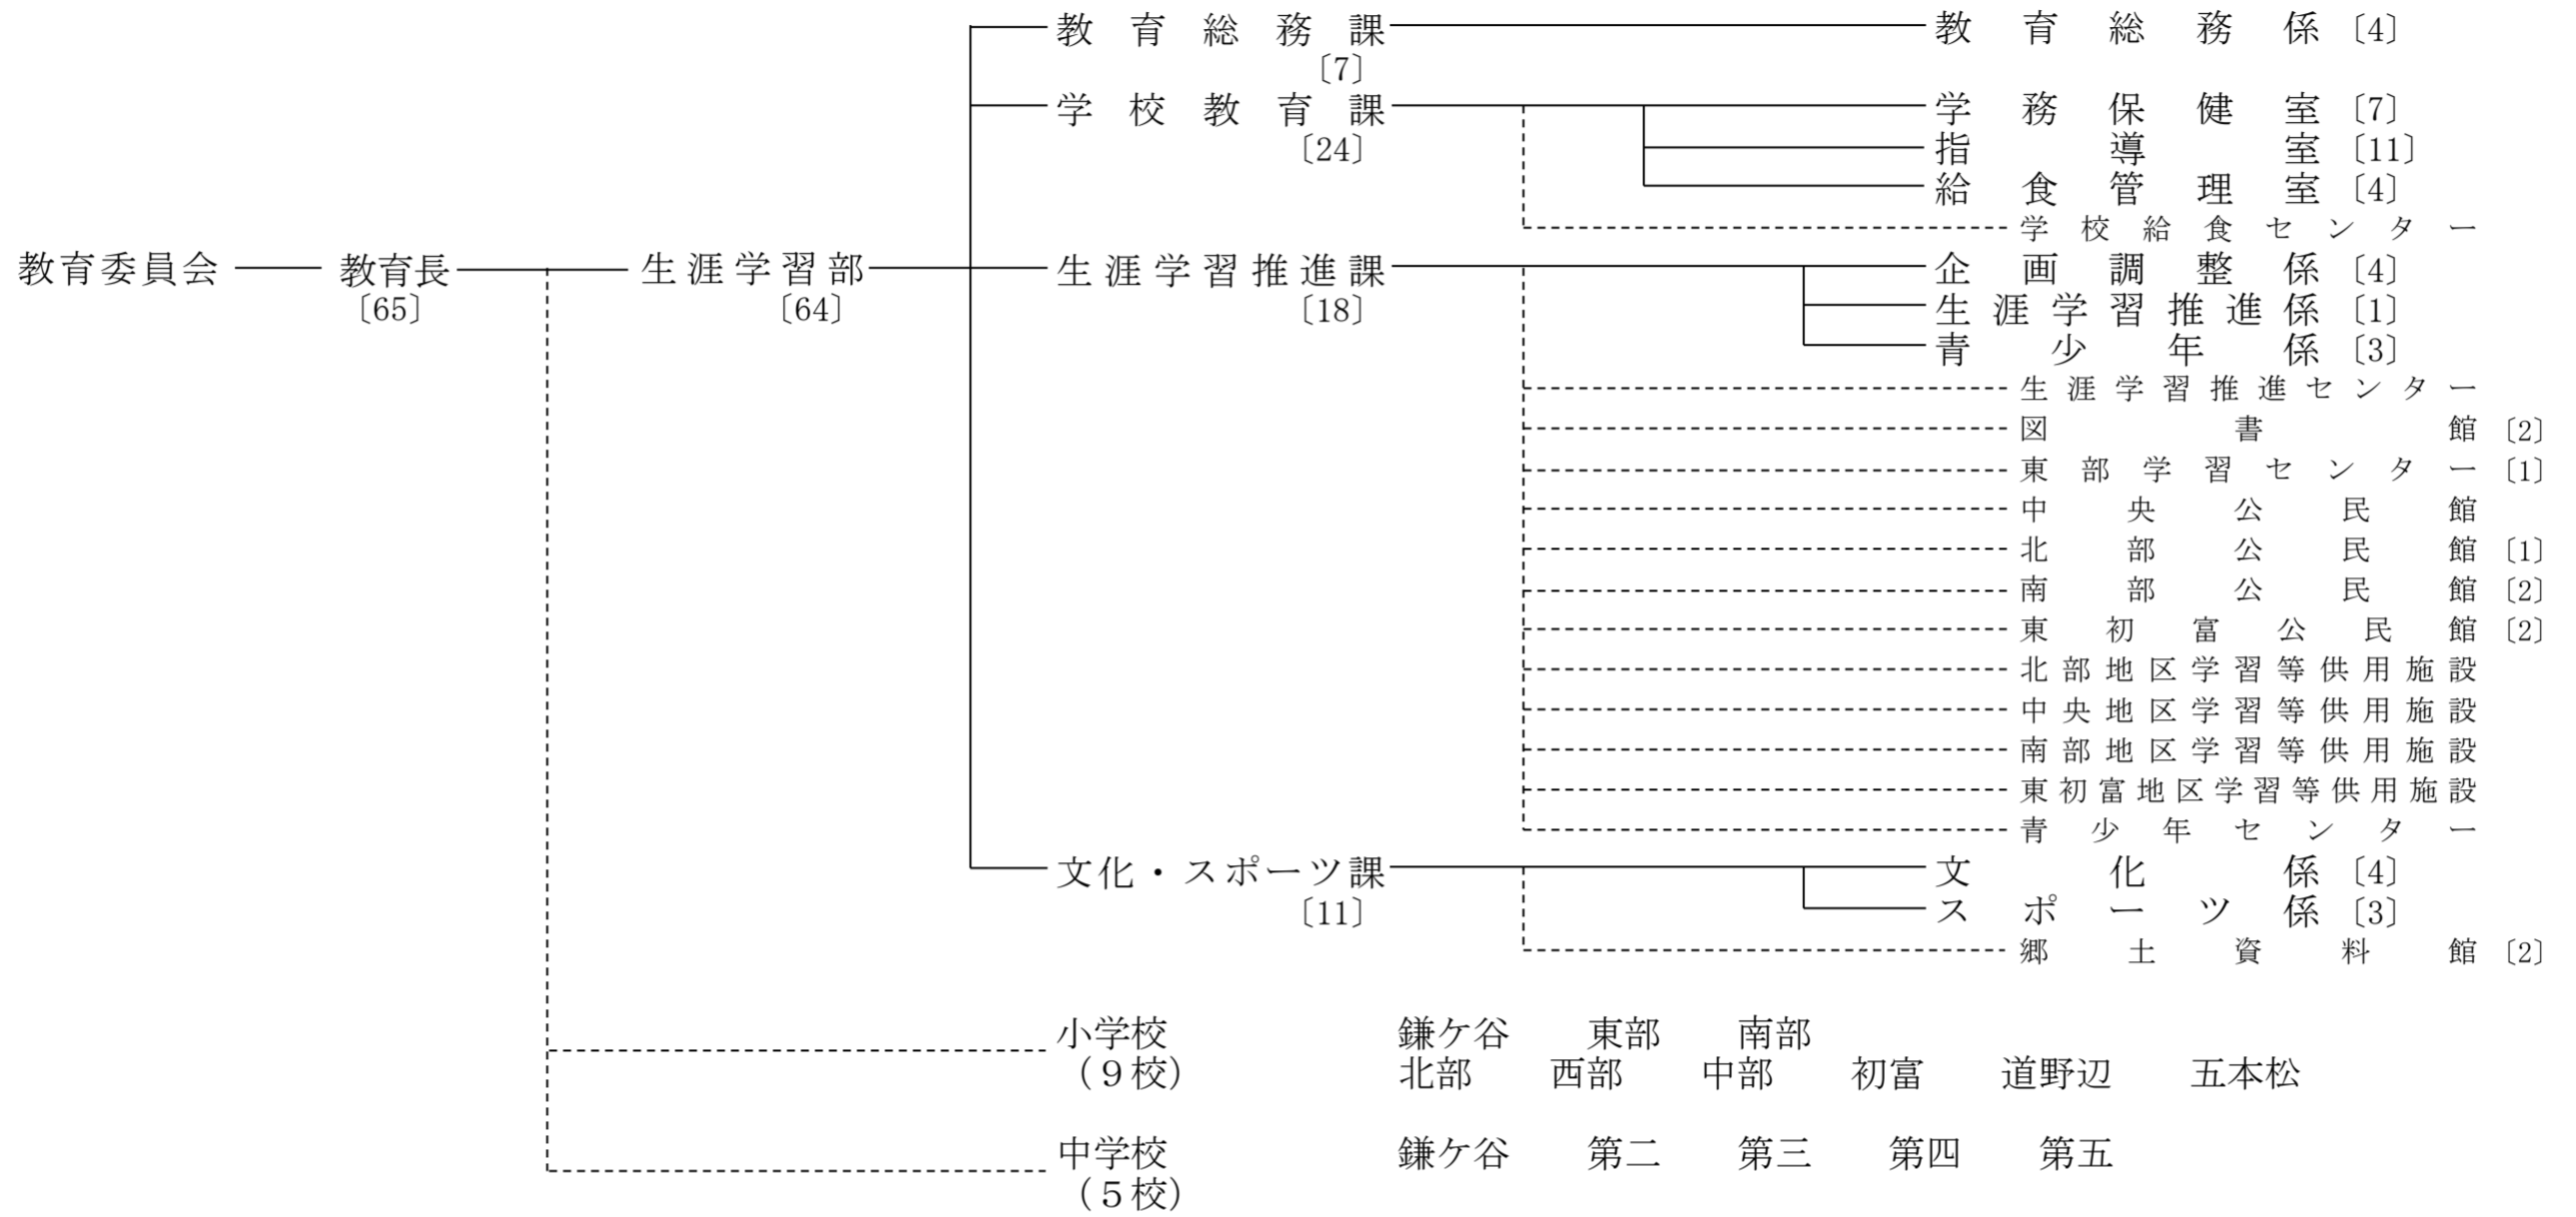 教育総務課 教育総務係〔4〕
〔7〕
学校教育課 学務保健室〔7〕
〔24〕 指導室〔11〕
給食管理室〔4〕
学校給食センター
教育委員会 教育長 生涯学習部 生涯学習推進課 企画調整係〔4〕
〔65〕 〔64〕 〔18〕 生涯学習推進係〔1〕
青少年係〔3〕
生涯学習推進センター
図書館〔2〕
東部学習センター〔1〕
中央公民館
北部公民館〔1〕
南部公民館〔2〕
東初富公民館〔2〕
北部地区学習等供用施設
中央地区学習等供用施設
南部地区学習等供用施設
東初富地区学習等供用施設
青少年センター
文化・スポーツ課 文化係〔4〕
〔11〕 スポーツ係〔3〕
郷土資料館〔2〕
小学校 鎌ケ谷 東部 南部
（９校） 北部 西部 中部 初富 道野辺 五本松
中学校 鎌ケ谷 第二 第三 第四 第五
（５校）